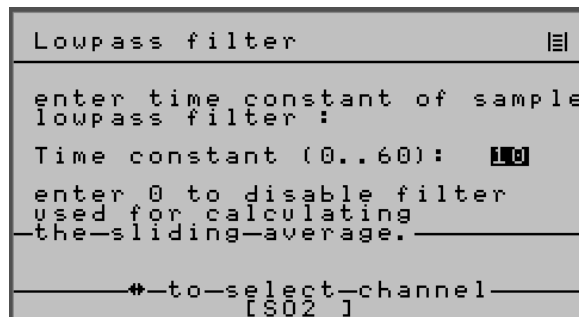 Lowpass filter
enter time constant of sample
lowpass filter :
Time constant (0..60): 10
enter 0 to disable filter
used for calculating
the sliding average.
↔ to select channel
[SO2 ]